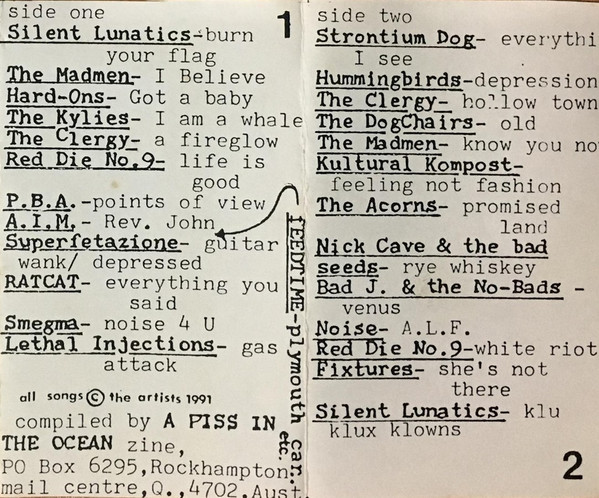 side one
1
Silent Lunatics-burn
your flag
The Madmen- I Believe
Hard-Ons- Got a baby
The Kylies- I am a whale
The Clergy- a fireglow
Red Die No.9- life is
good
P.B.A.-points of view
A.I.M.- Rev. John
Superfetazione- guitar
wank/ depressed
RATCAT- everything you
said
Smegma- noise 4 U
Lethal Injections- gas
attack
fEEDTIME-plymouth car.
etc.
all songs © the artists 1991
compiled by A PISS IN
THE OCEAN zine,
PO Box 6295,Rockhampton
mail centre,Q.,4702.Aust
side two
Strontium Dog- everythi
I see
Hummingbirds-depression
The Clergy- hollow town
The DogChairs- old
The Madmen- know you no
Kultural Kompost-
feeling not fashion
The Acorns- promised
land
Nick Cave & the bad
seeds- rye whiskey
Bad J. & the No-Bads -
venus
Noise- A.L.F.
Red Die No.9-white riot
Fixtures- she's not
there
Silent Lunatics- klu
klux klowns
2